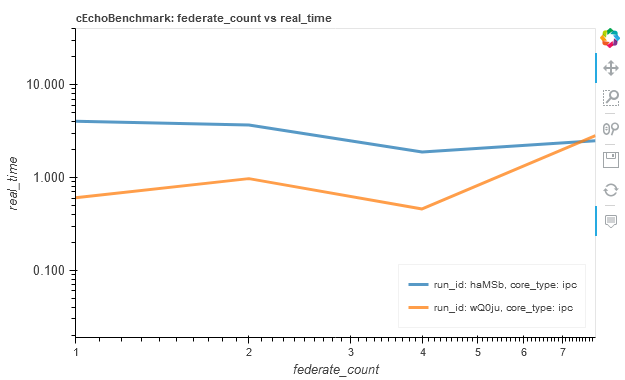 cEchoBenchmark: federate_count vs real_time
10.000
1.000
0.100
real_time
run_id: haMSb, core_type: ipc
run_id: wQ0ju, core_type: ipc
1 2 3 4 5 6 7
federate_count